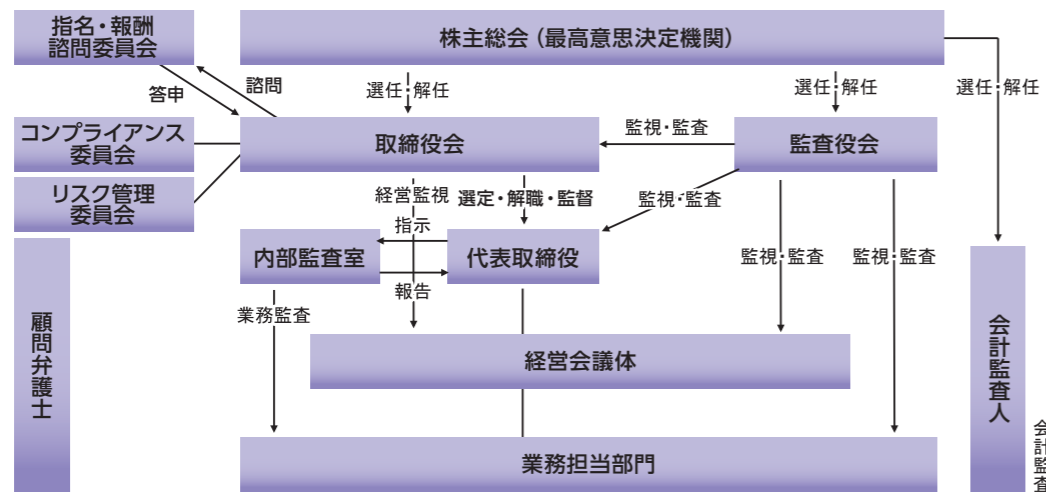 指名・報酬
諮問委員会
株主総会（最高意思決定機関）
答申
諮問
選任・解任
選任・解任
選任・解任
コンプライアンス
委員会
取締役会
監視・監査
監査役会
リスク管理
委員会
経営監視
選定・解職・監督
監視・監査
指示
内部監査室
代表取締役
監視・監査
監視・監査
報告
業務監査
顧問弁護士
経営会議体
会計監査人
業務担当部門
会計監査